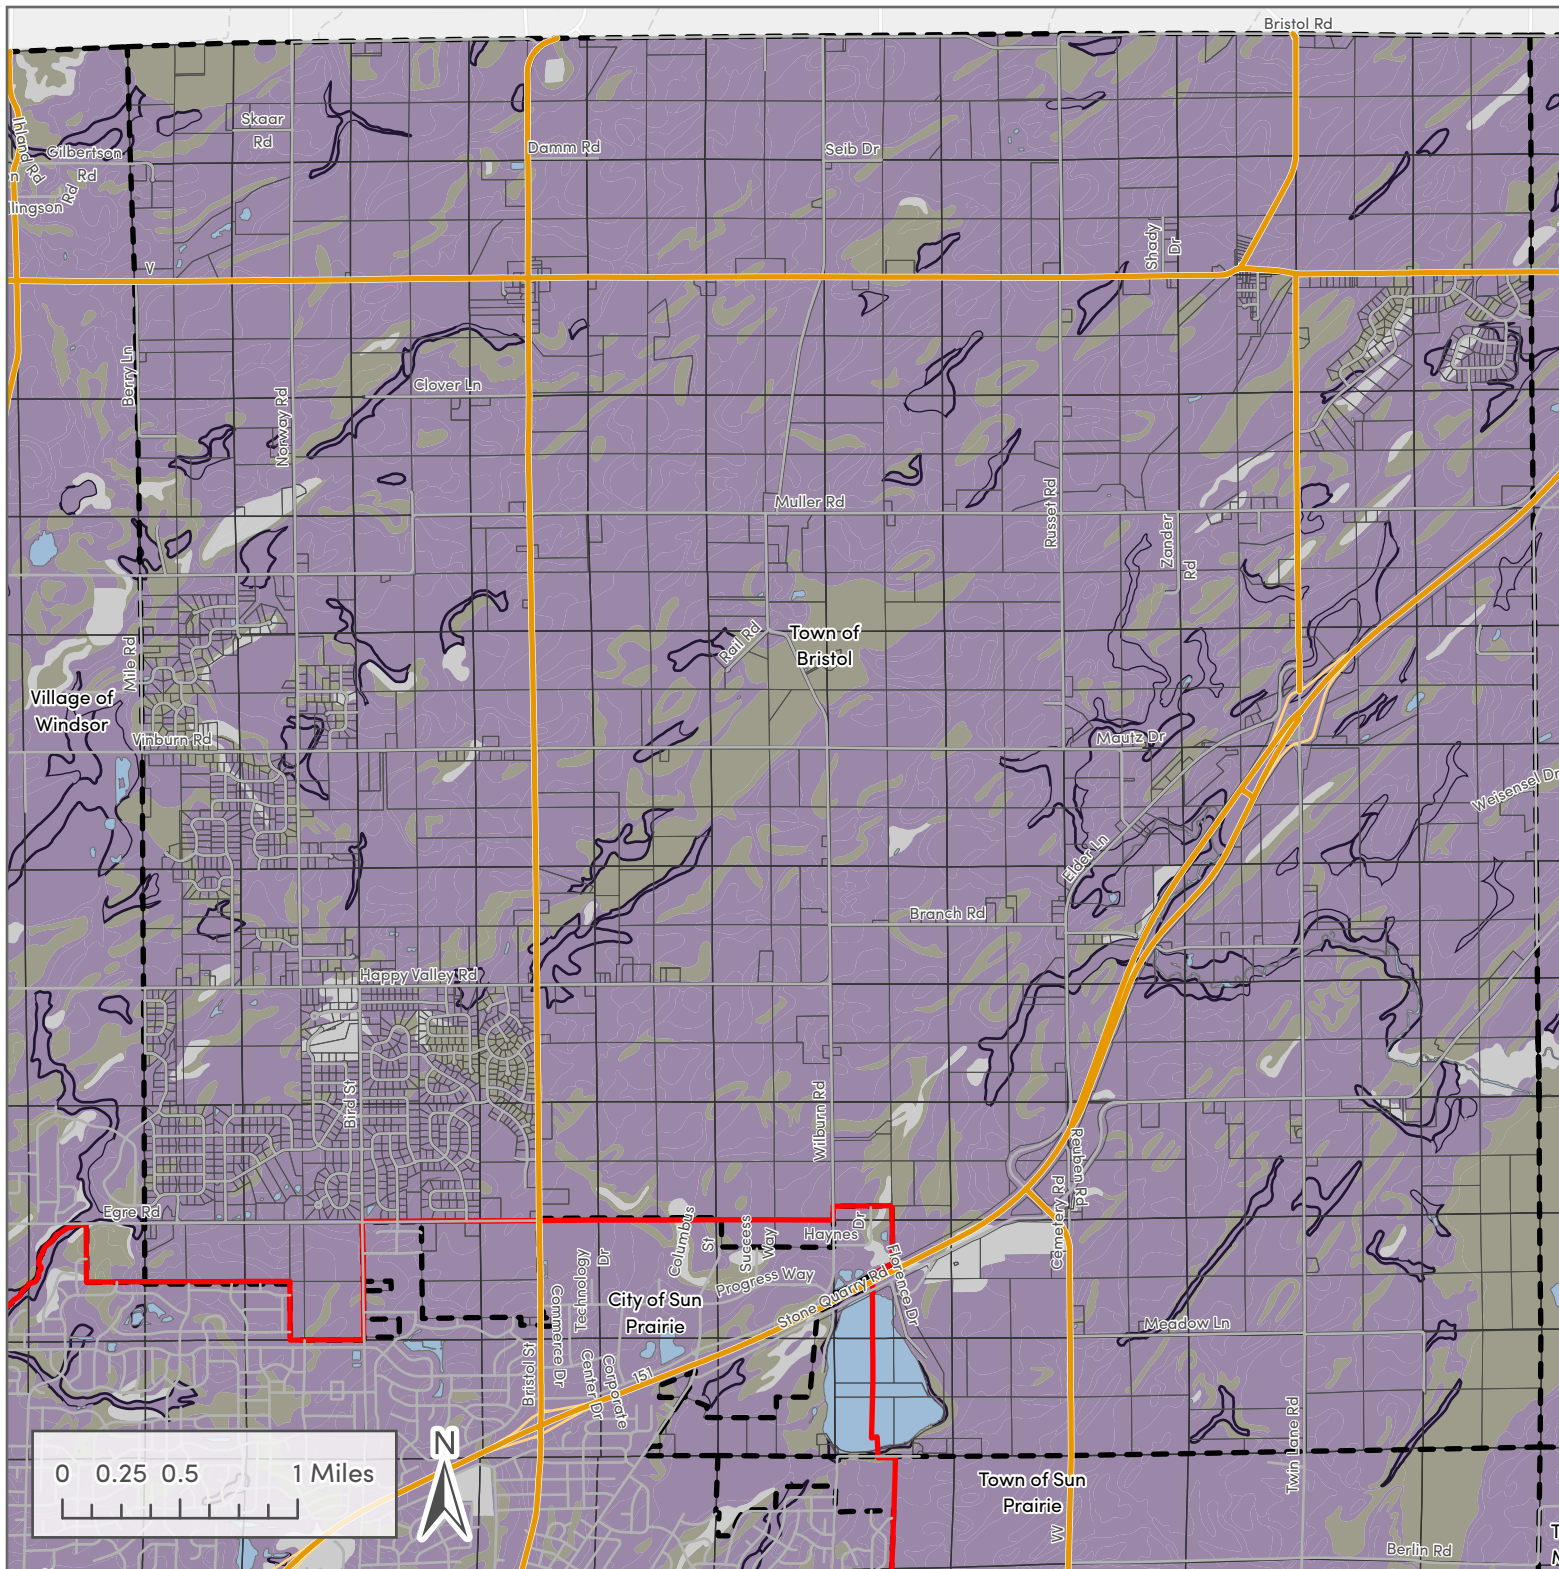 Bristol Rd
Inland Rd
Skaar
Rd
Gilbertson
Rd
Rd
Damm Rd
Seib Dr
Shady
Dr
V
Berry Ln
Norway Rd
Clover Ln
Muller Rd
Russet Rd
Zander
Rd
Mile Rd
Rail Rd
Town of
Bristol
Village of
Windsor
Vinburn Rd
Mautz Dr
Weisensel Dr
Elder Ln
Branch Rd
Happy Valley Rd
Bird St
Wilburn Rd
Reuben Rd
Cemetery Rd
Egre Rd
Columbus
St
Success
Way
Haynes
Dr
Technology
Dr
Progress Way
Florence Dr
Stone Quarry Rd
City of Sun
Prairie
Commerce Dr
Bristol St
Corporate
Center Dr
151
Meadow Ln
Twin Lane Rd
N
0 0.25 0.5 1 Miles
Town of Sun
Prairie
VV
Berlin Rd